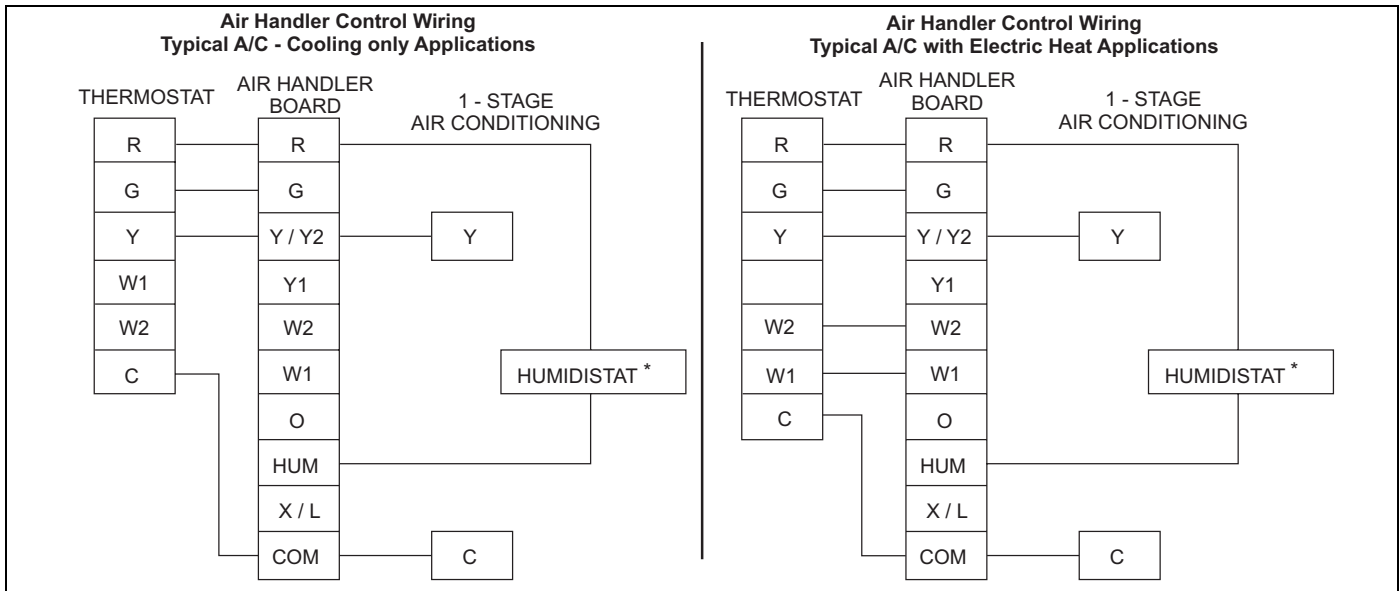 Air Handler Control Wiring
Typical A/C - Cooling only Applications
THERMOSTAT
AIR HANDLER
BOARD
1 - STAGE
AIR CONDITIONING
R
G
Y
W1
W2
C
R
G
Y / Y2
Y1
W2
W1
O
HUM
X / L
COM
Y
HUMIDISTAT *
C
Air Handler Control Wiring
Typical A/C with Electric Heat Applications
THERMOSTAT
AIR HANDLER
BOARD
1 - STAGE
AIR CONDITIONING
R
G
Y
W2
W1
C
R
G
Y / Y2
Y1
W2
W1
O
HUM
X / L
COM
Y
HUMIDISTAT *
C